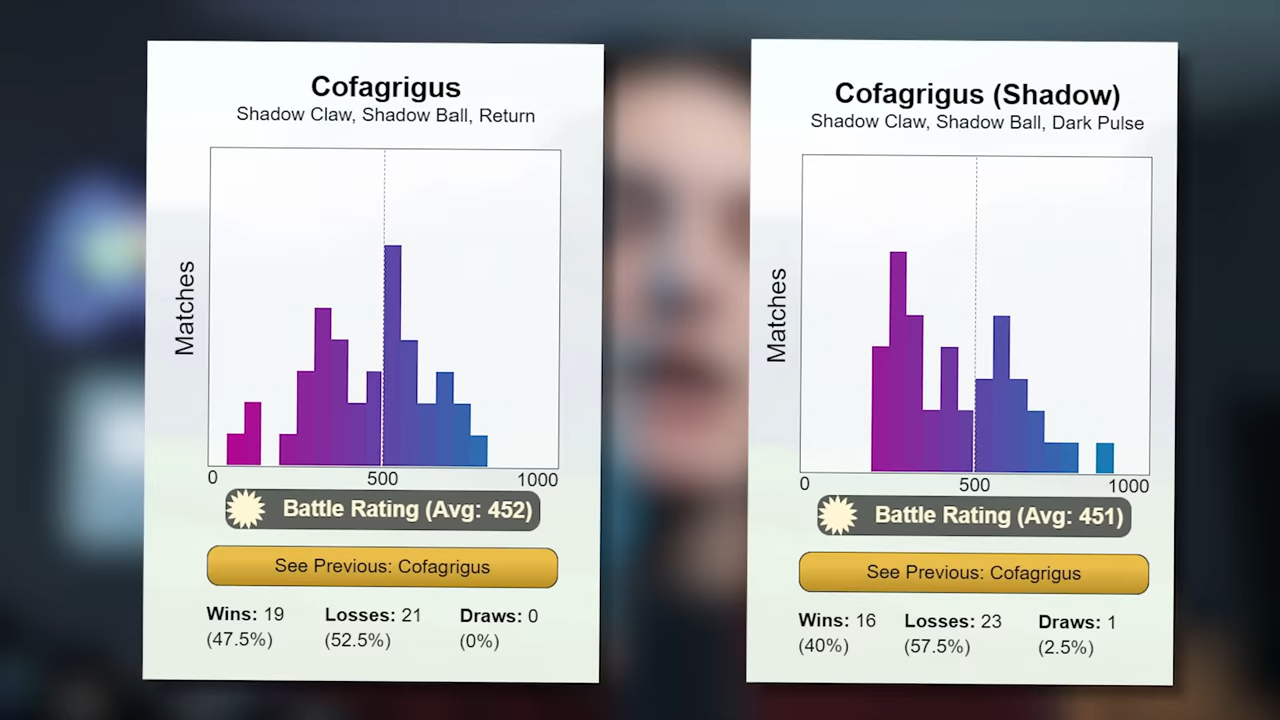 Cofagrigus
Shadow Claw, Shadow Ball, Return
Matches
0
500
1000
Battle Rating (Avg: 452)
See Previous: Cofagrigus
Wins: 19
Losses: 21
Draws: 0
(47.5%)
(52.5%)
(0%)
Cofagrigus (Shadow)
Shadow Claw, Shadow Ball, Dark Pulse
Matches
0
500
1000
Battle Rating (Avg: 451)
See Previous: Cofagrigus
Wins: 16
Losses: 23
Draws: 1
(40%)
(57.5%)
(2.5%)